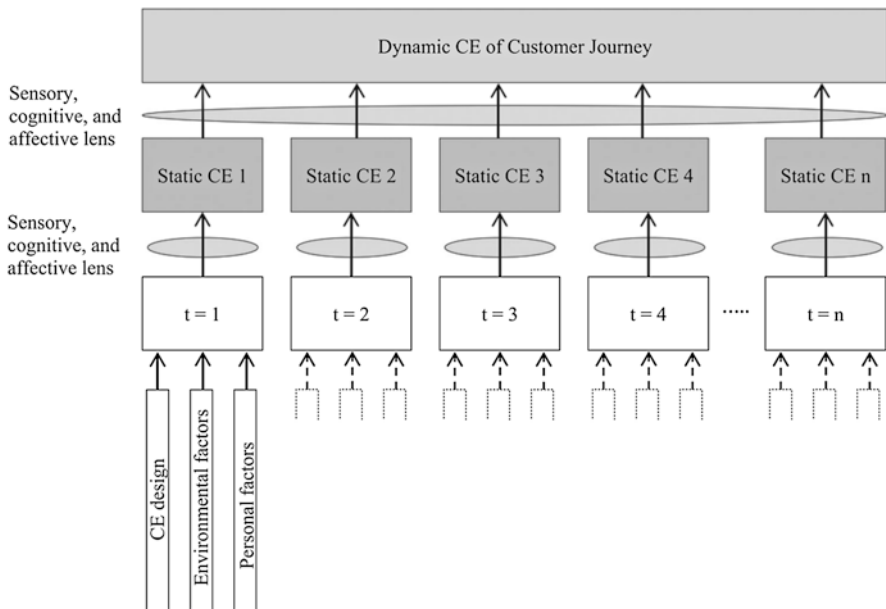 Dynamic CE of Customer Journey
Sensory,
cognitive, and
affective lens
Static CE 1
Static CE 2
Static CE 3
Static CE 4
Static CE n
Sensory,
cognitive, and
affective lens
t = 1
t = 2
t = 3
t = 4
.....
t = n
CE design
Environmental factors
Personal factors